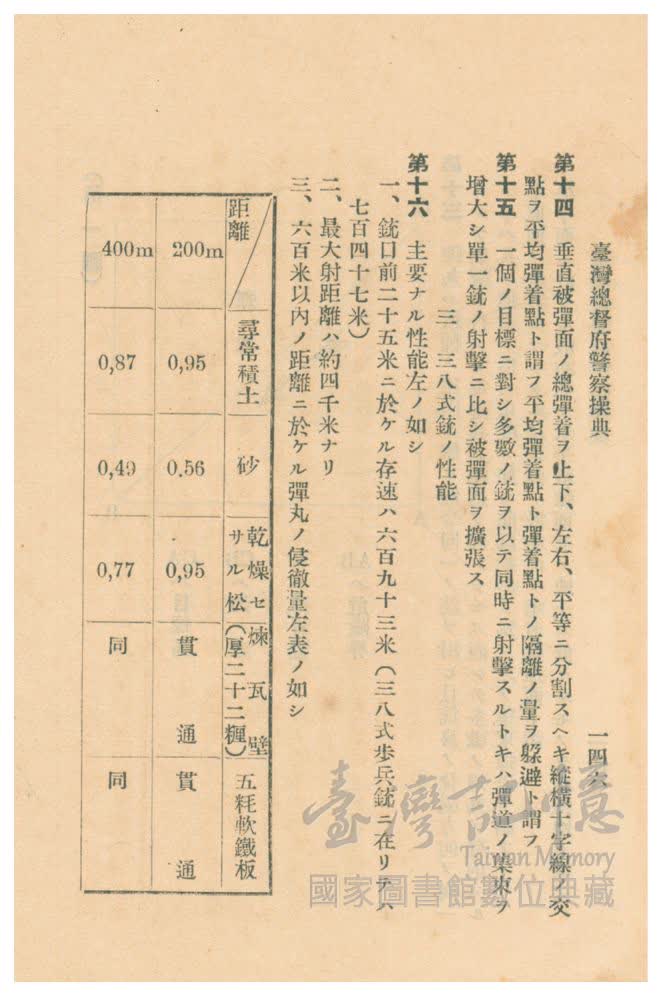 臺灣總督府警察操典
一四六
第十四 垂直被彈面ノ總彈着ヲ上下、左右、平等ニ分割スヘキ縱橫十字線ノ交
點ヲ平均彈着點ト謂フ平均彈着點ト彈着點トノ隔離ノ量ヲ躱避ト謂フ
第十五 一個ノ目標ニ對シ多數ノ銃ヲ以テ同時ニ射擊スルトキハ彈道ノ集束ヲ
增大シ單一銃ノ射擊ニ比シ被彈面ヲ擴張ス
三 三八式銃ノ性能
第十六 主要ナル性能左ノ如シ
一、銃口前二十五米ニ於ケル存速ハ六百九十三米(三八式步兵銃ニ在リテハ
七百四十七米)
二、最大射距離ハ約四千米ナリ
三、六百米以內ノ距離ニ於ケル彈丸ノ侵徹量左表ノ如シ
距離
尋常積土
砂
乾燥セサル松
煉瓦壁(厚二十二糎)
五粍軟鐵板
200m
0,95
0.56
0,95
貫通
貫通
400m
0,87
0,49
0,77
同
同
臺灣記憶
Taiwan Memory
國家圖書館數位典藏